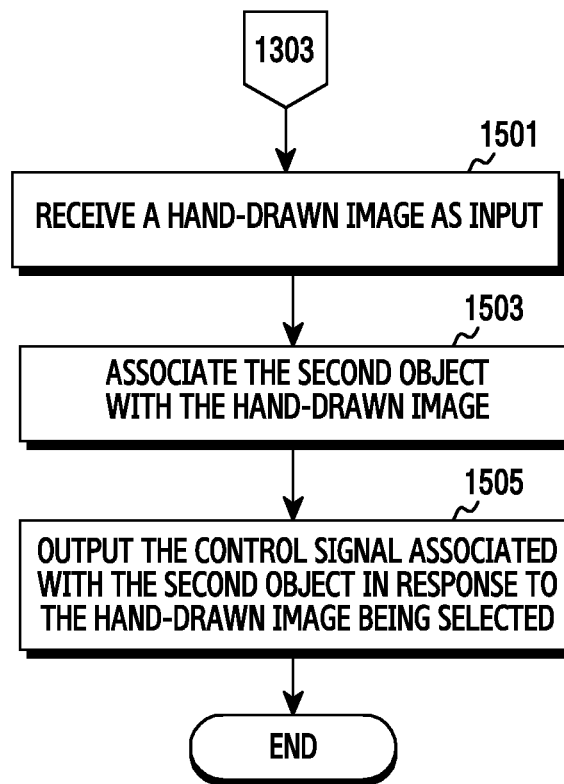 1303
1501
RECEIVE A HAND-DRAWN IMAGE AS INPUT
1503
ASSOCIATE THE SECOND OBJECT
WITH THE HAND-DRAWN IMAGE
1505
OUTPUT THE CONTROL SIGNAL ASSOCIATED
WITH THE SECOND OBJECT IN RESPONSE TO
THE HAND-DRAWN IMAGE BEING SELECTED
END